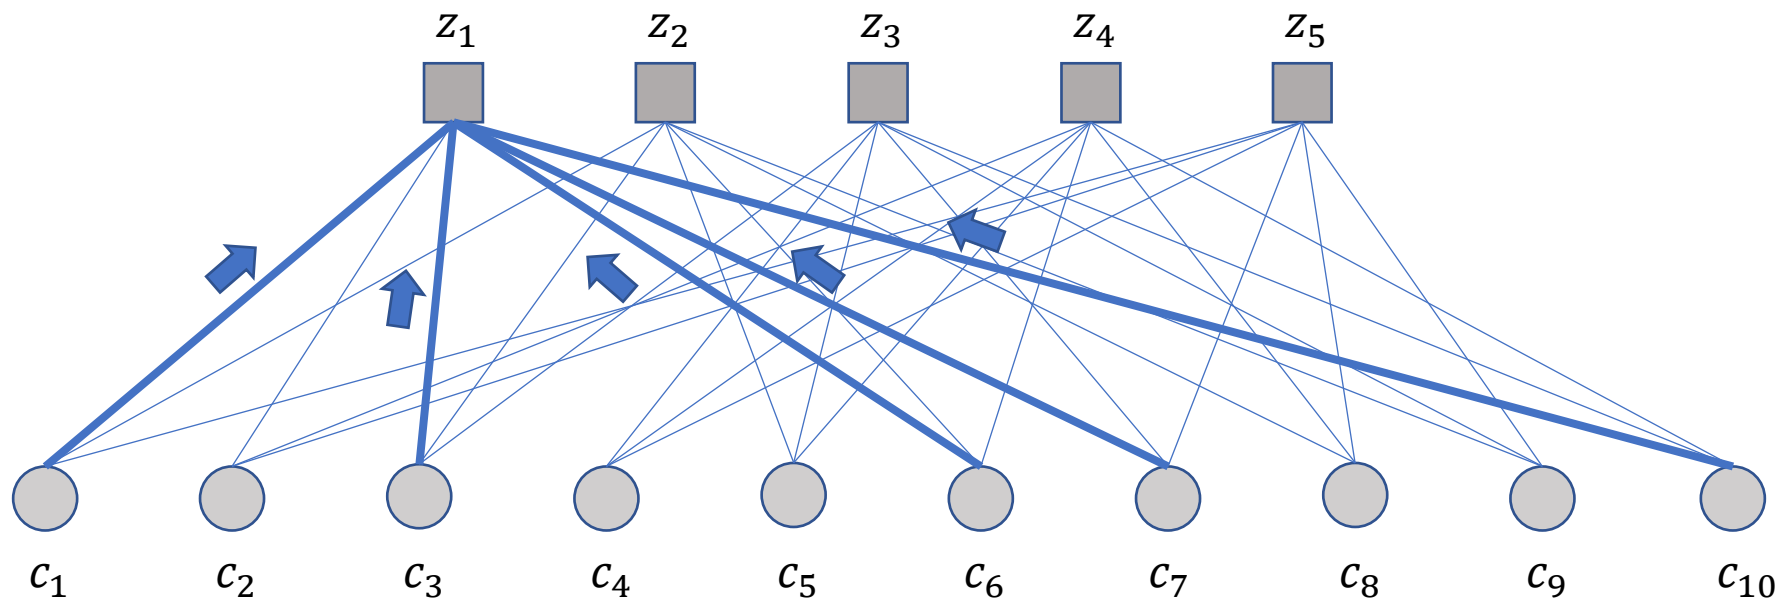 z₁ z₂ z₃ z₄ z₅
c₁ c₂ c₃ c₄ c₅ c₆ c₇ c₈ c₉ c₁₀